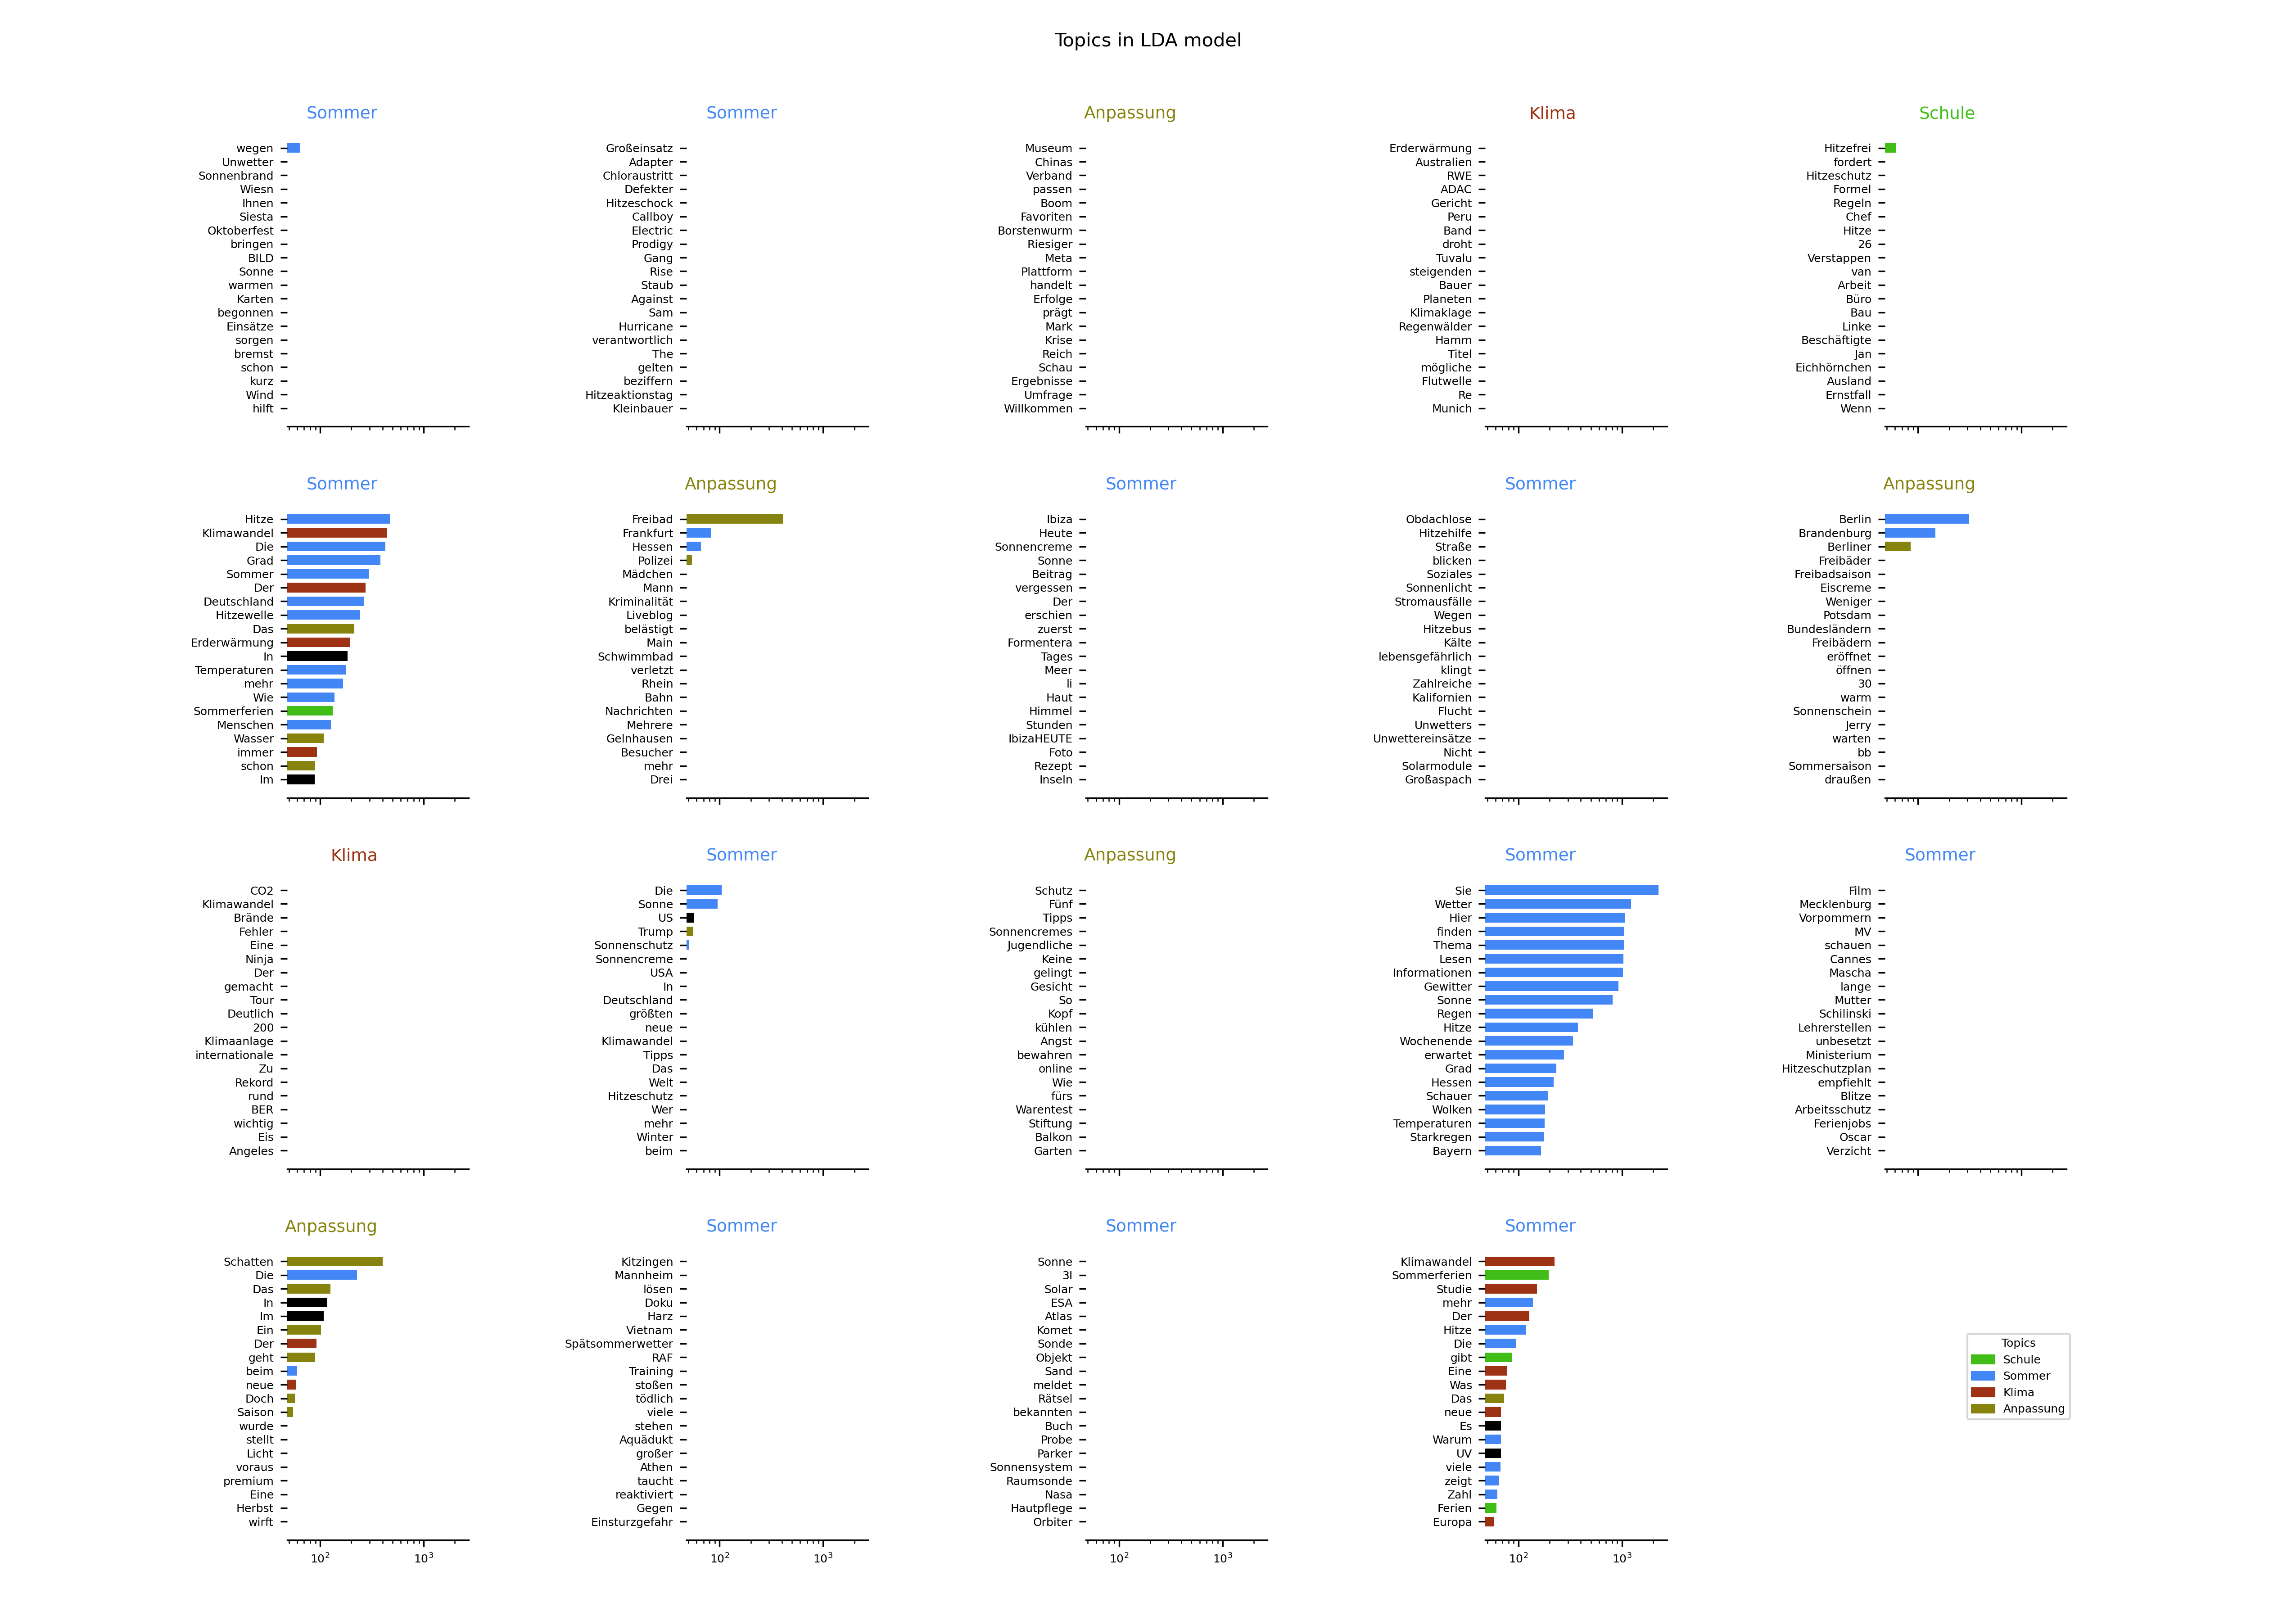 Topics in LDA model
Sommer
wegen
Unwetter
Sonnenbrand
Wiesn
Ihnen
Siesta
Oktoberfest
bringen
BILD
Sonne
warmen
Karten
begonnen
Einsätze
sorgen
bremst
schon
kurz
Wind
hilft
Sommer
Großeinsatz
Adapter
Chloraustritt
Defekter
Hitzeschock
Callboy
Electric
Prodigy
Gang
Rise
Staub
Against
Sam
Hurricane
verantwortlich
The
gelten
beziffern
Hitzeaktionstag
Kleinbauer
Anpassung
Museum
Chinas
Verband
passen
Boom
Favoriten
Borstenwurm
Riesiger
Meta
Plattform
handelt
Erfolge
prägt
Mark
Krise
Reich
Schau
Ergebnisse
Umfrage
Willkommen
Klima
Erderwärmung
Australien
RWE
ADAC
Gericht
Peru
Band
droht
Tuvalu
steigenden
Bauer
Planeten
Klimaklage
Regenwälder
Hamm
Titel
mögliche
Flutwelle
Re
Munich
Schule
Hitzefrei
fordert
Hitzeschutz
Formel
Regeln
Chef
Hitze
26
Verstappen
van
Arbeit
Büro
Bau
Linke
Beschäftigte
Jan
Eichhörnchen
Ausland
Ernstfall
Wenn
Sommer
Hitze
Klimawandel
Die
Grad
Sommer
Der
Deutschland
Hitzewelle
Das
Erderwärmung
In
Temperaturen
mehr
Wie
Sommerferien
Menschen
Wasser
immer
schon
Im
Anpassung
Freibad
Frankfurt
Hessen
Polizei
Mädchen
Mann
Kriminalität
Liveblog
belästigt
Main
Schwimmbad
verletzt
Rhein
Bahn
Nachrichten
Mehrere
Gelnhausen
Besucher
mehr
Drei
Sommer
Ibiza
Heute
Sonnencreme
Sonne
Beitrag
vergessen
Der
erschien
zuerst
Formentera
Tages
Meer
li
Haut
Himmel
Stunden
IbizaHEUTE
Foto
Rezept
Inseln
Sommer
Obdachlose
Hitzehilfe
Straße
blicken
Soziales
Sonnenlicht
Stromausfälle
Wegen
Hitzebus
Kälte
lebensgefährlich
klingt
Zahlreiche
Kalifornien
Flucht
Unwetters
Unwettereinsätze
Nicht
Solarmodule
Großaspach
Anpassung
Berlin
Brandenburg
Berliner
Freibäder
Freibadsaison
Eiscreme
Weniger
Potsdam
Bundesländern
Freibädern
eröffnet
öffnen
30
warm
Sonnenschein
Jerry
warten
bb
Sommersaison
draußen
Klima
CO2
Klimawandel
Brände
Fehler
Eine
Ninja
Der
gemacht
Tour
Deutlich
200
Klimaanlage
internationale
Zu
Rekord
rund
BER
wichtig
Eis
Angeles
Sommer
Die
Sonne
US
Trump
Sonnenschutz
Sonnencreme
USA
In
Deutschland
größten
neue
Klimawandel
Tipps
Das
Welt
Hitzeschutz
Wer
mehr
Winter
beim
Anpassung
Schutz
Fünf
Tipps
Sonnencremes
Jugendliche
Keine
gelingt
Gesicht
So
Kopf
kühlen
Angst
bewahren
online
Wie
fürs
Warentest
Stiftung
Balkon
Garten
Sommer
Sie
Wetter
Hier
finden
Thema
Lesen
Informationen
Gewitter
Sonne
Regen
Hitze
Wochenende
erwartet
Grad
Hessen
Schauer
Wolken
Temperaturen
Starkregen
Bayern
Sommer
Film
Mecklenburg
Vorpommern
MV
schauen
Cannes
Mascha
lange
Mutter
Schilinski
Lehrerstellen
unbesetzt
Ministerium
Hitzeschutzplan
empfiehlt
Blitze
Arbeitsschutz
Ferienjobs
Oscar
Verzicht
Anpassung
Schatten
Die
Das
In
Im
Ein
Der
geht
beim
neue
Doch
Saison
wurde
stellt
Licht
voraus
premium
Eine
Herbst
wirft
10² 10³
Sommer
Kitzingen
Mannheim
lösen
Doku
Harz
Vietnam
Spätsommerwetter
RAF
Training
stoßen
tödlich
viele
stehen
Aquädukt
großer
Athen
taucht
reaktiviert
Gegen
Einsturzgefahr
10² 10³
Sommer
Sonne
3I
Solar
ESA
Atlas
Komet
Sonde
Objekt
Sand
meldet
Rätsel
bekannten
Buch
Probe
Parker
Sonnensystem
Raumsonde
Nasa
Hautpflege
Orbiter
10² 10³
Sommer
Klimawandel
Sommerferien
Studie
mehr
Der
Hitze
Die
gibt
Eine
Was
Das
neue
Es
Warum
UV
viele
zeigt
Zahl
Ferien
Europa
10² 10³
Topics
Schule
Sommer
Klima
Anpassung